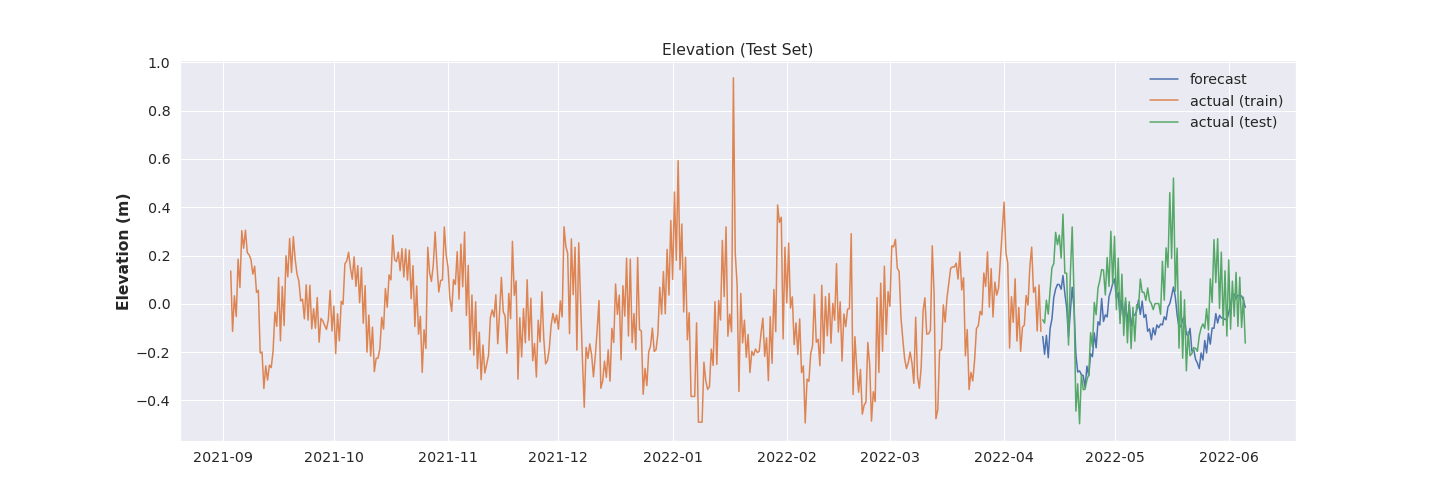 Elevation (Test Set)
1.0
0.8
0.6
0.4
0.2
0.0
−0.2
−0.4
Elevation (m)
forecast
actual (train)
actual (test)
2021-09 2021-10 2021-11 2021-12 2022-01 2022-02 2022-03 2022-04 2022-05 2022-06